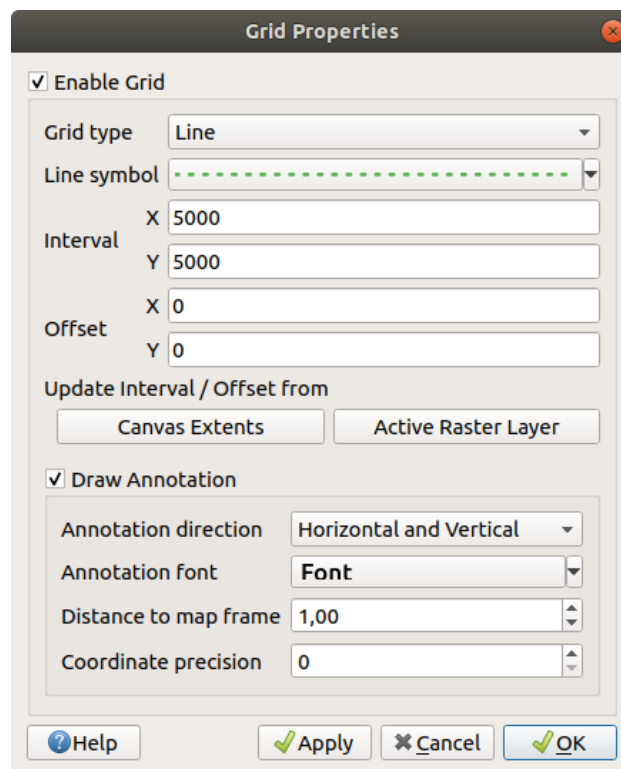 Grid Properties
Enable Grid
Grid type Line
Line symbol
Interval X 5000
Y 5000
Offset X 0
Y 0
Update Interval / Offset from
Canvas Extents Active Raster Layer
Draw Annotation
Annotation direction Horizontal and Vertical
Annotation font Font
Distance to map frame 1,00
Coordinate precision 0
Help Apply Cancel OK